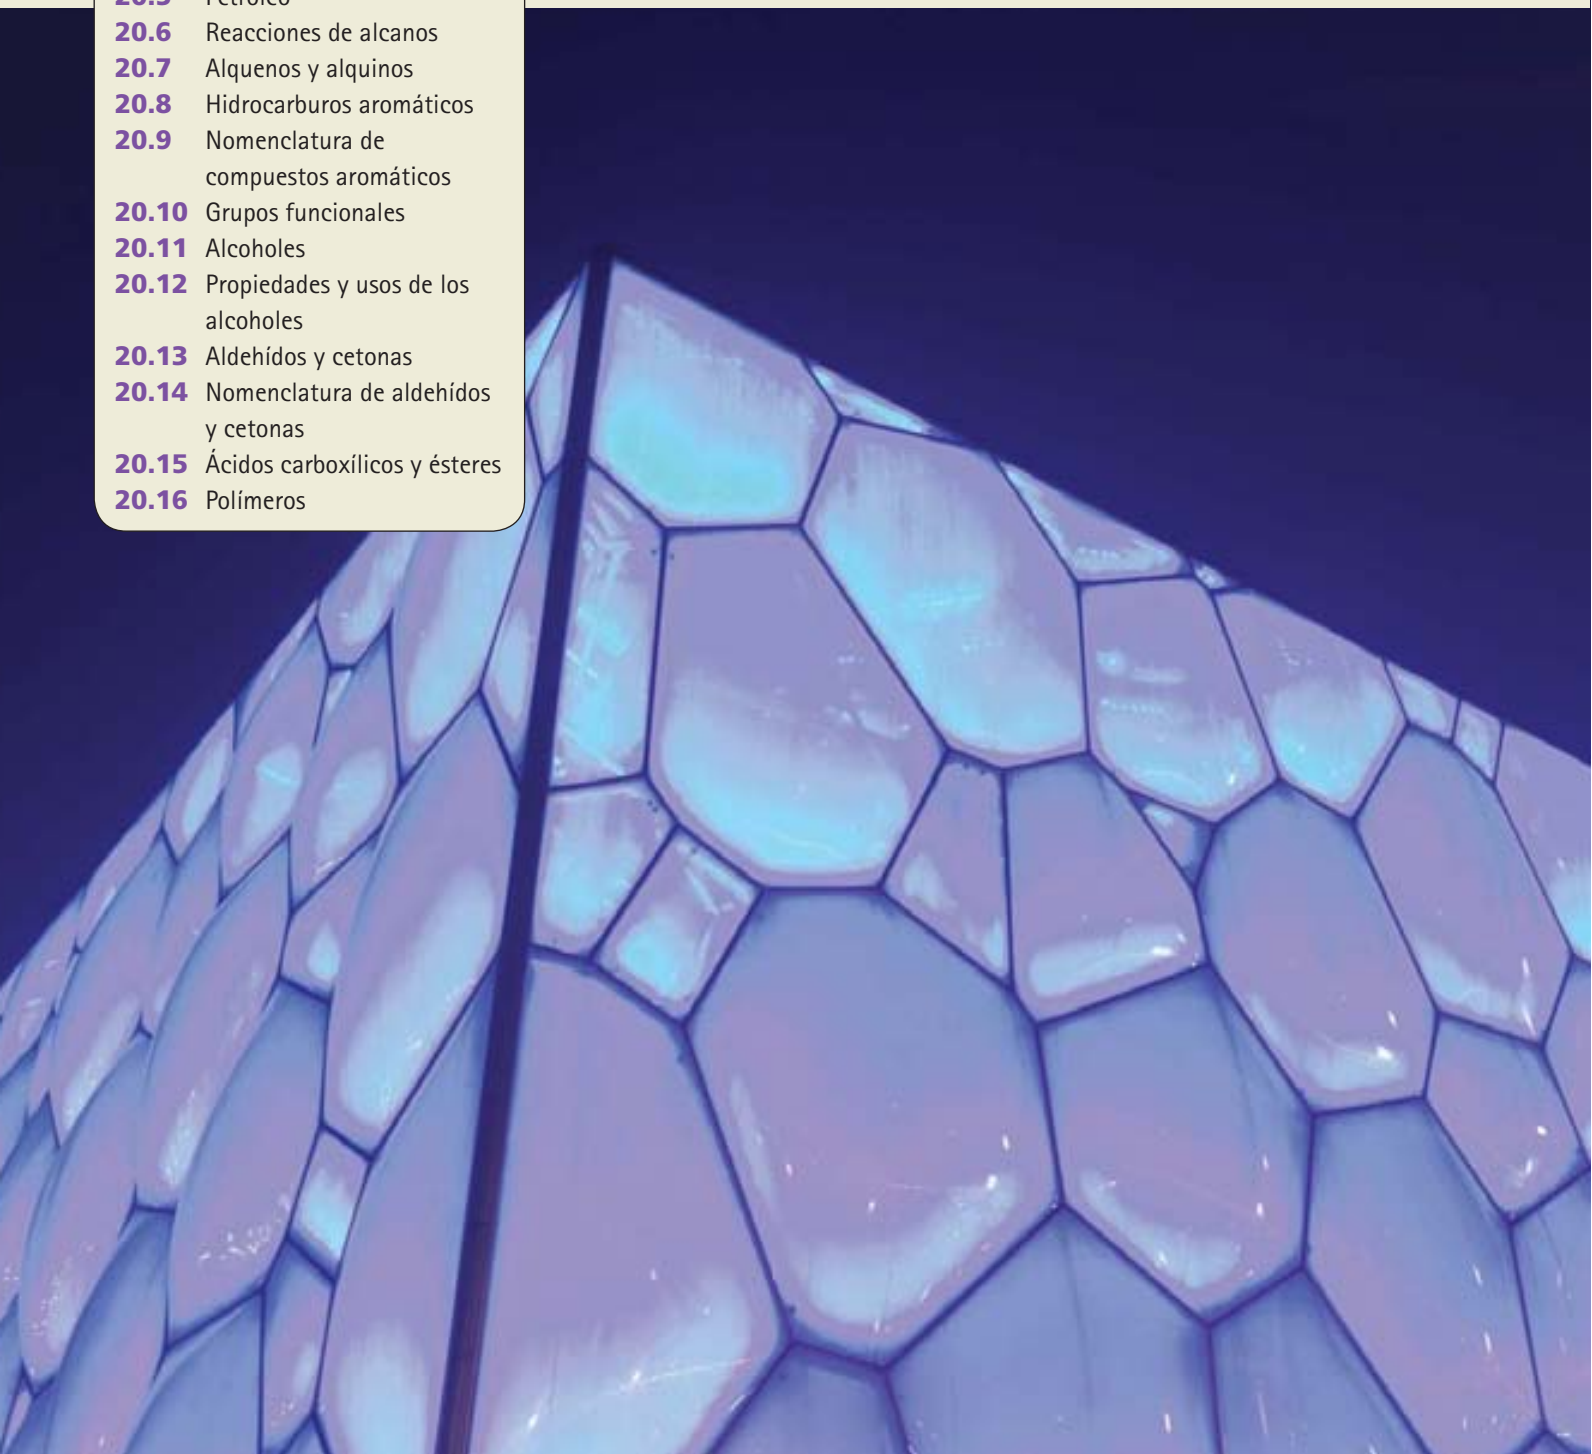 20.6 Reacciones de alcanos
20.7 Alquenos y alquinos
20.8 Hidrocarburos aromáticos
20.9 Nomenclatura de
compuestos aromáticos
20.10 Grupos funcionales
20.11 Alcoholes
20.12 Propiedades y usos de los
alcoholes
20.13 Aldehídos y cetonas
20.14 Nomenclatura de aldehídos
y cetonas
20.15 Ácidos carboxílicos y ésteres
20.16 Polímeros